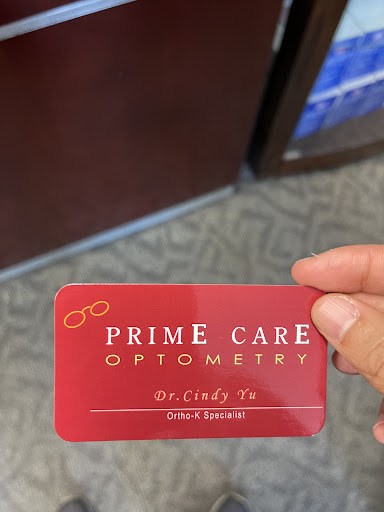 PRIME CARE
OPTOMETRY
Dr.Cindy Yu
Ortho-K Specialist